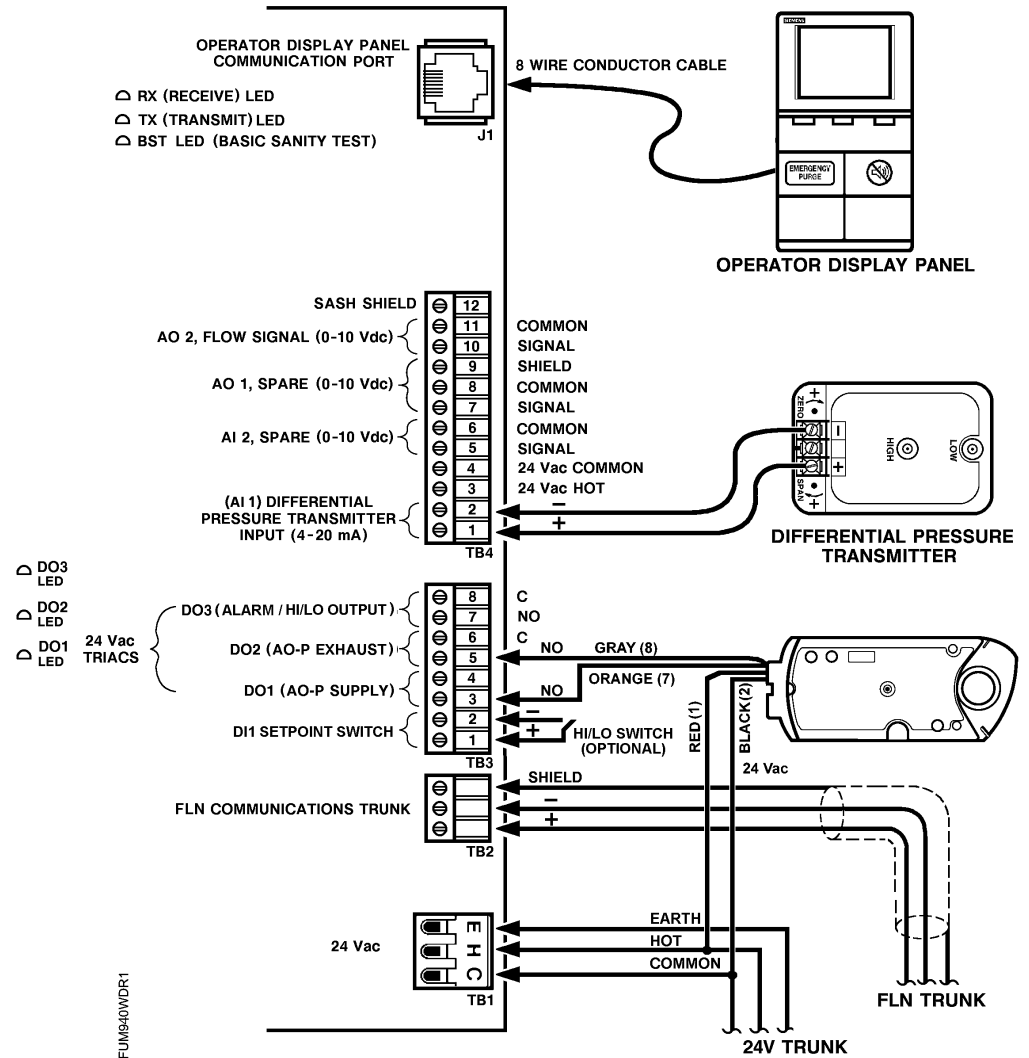 SIEMENS
OPERATOR DISPLAY PANEL
COMMUNICATION PORT
8 WIRE CONDUCTOR CABLE
RX (RECEIVE) LED
TX (TRANSMIT) LED
BST LED (BASIC SANITY TEST)
J1
EMERGENCY
PURGE
OPERATOR DISPLAY PANEL
SASH SHIELD
12
AO 2, FLOW SIGNAL (0-10 Vdc)
11
COMMON
10
SIGNAL
AO 1, SPARE (0-10 Vdc)
9
SHIELD
8
COMMON
7
SIGNAL
AI 2, SPARE (0-10 Vdc)
6
COMMON
5
SIGNAL
4
24 Vac COMMON
3
24 Vac HOT
(AI 1) DIFFERENTIAL
PRESSURE TRANSMITTER
INPUT (4-20 mA)
2
−
1
+
TB4
+
ZERO
−
+
SPAN
+
HIGH
LOW
DIFFERENTIAL PRESSURE
TRANSMITTER
DO3
LED
DO2
LED
DO1
LED
24 Vac
TRIACS
DO3 (ALARM / HI/LO OUTPUT)
8
C
7
NO
DO2 (AO-P EXHAUST)
6
C
5
NO
GRAY (8)
DO1 (AO-P SUPPLY)
4
ORANGE (7)
3
NO
DI1 SETPOINT SWITCH
2
−
1
+
HI/LO SWITCH
(OPTIONAL)
TB3
RED (1)
BLACK(2)
24 Vac
FLN COMMUNICATIONS TRUNK
SHIELD
−
+
TB2
24 Vac
E
EARTH
H
HOT
C
COMMON
TB1
FLN TRUNK
24V TRUNK
FUM940WDR1